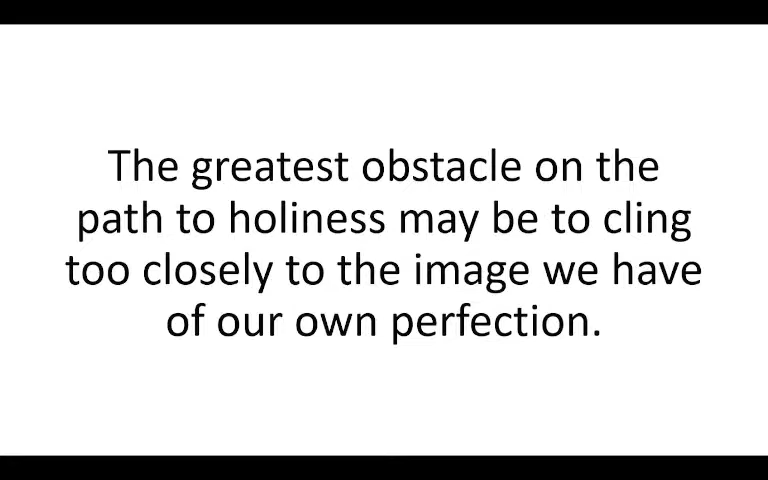 The greatest obstacle on the
path to holiness may be to cling
too closely to the image we have
of our own perfection.